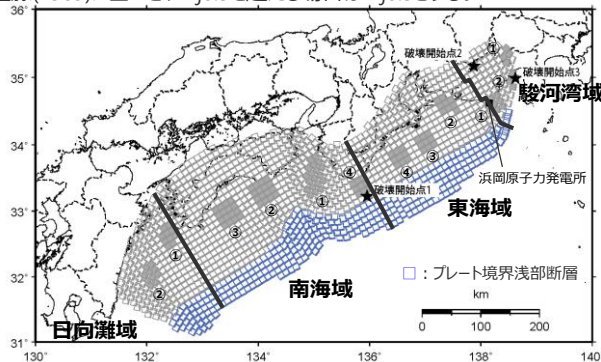 36°
35°
34°
33°
32°
31°
130°
132°
134°
136°
138°
140°
破壊開始点2
破壊開始点3
破壊開始点1
駿河湾域
浜岡原子力発電所
東海域
南海域
日向灘域
□ : プレート境界浅部断層
km
0 100 200
①
②
②
①
③
④
④
①
②
③
①
②